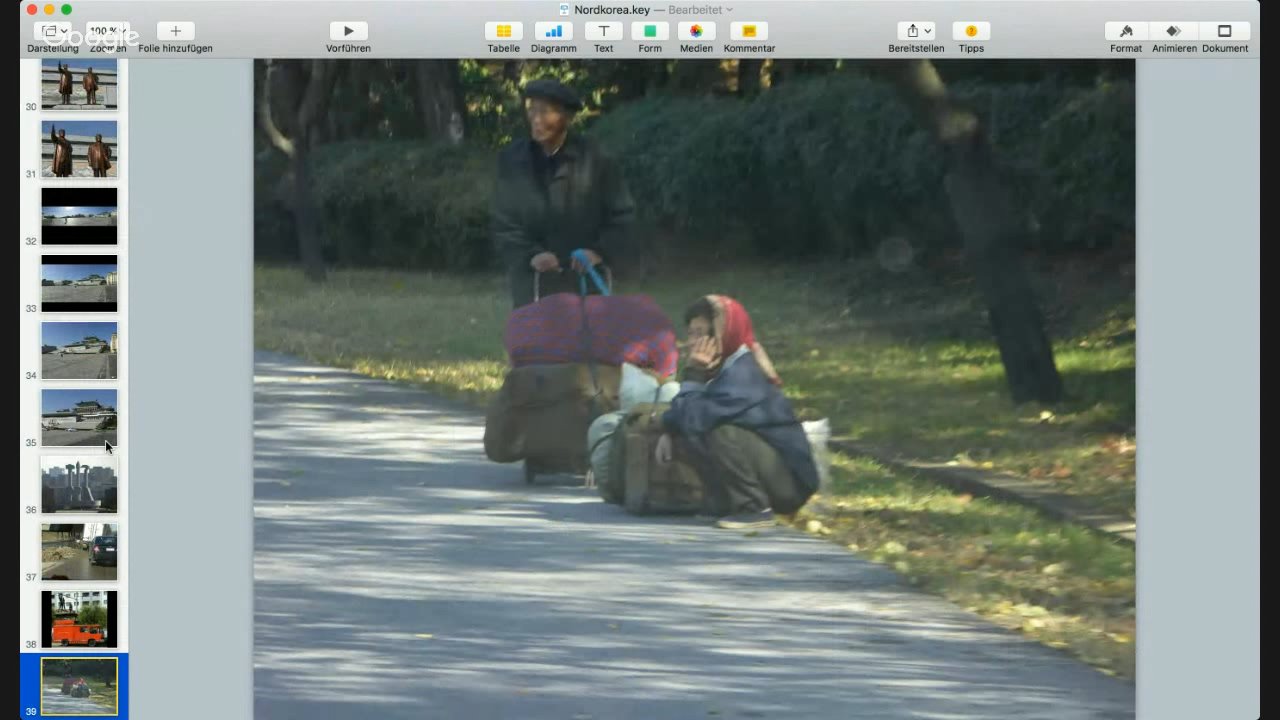 Nordkorea.key — Bearbeitet
100 %
Google
Darstellung
Zoomen
Folie hinzufügen
Vorführen
Tabelle
Diagramm
Text
Form
Medien
Kommentar
Bereitstellen
Tipps
Format
Animieren
Dokument
30
31
32
33
34
35
36
37
38
39